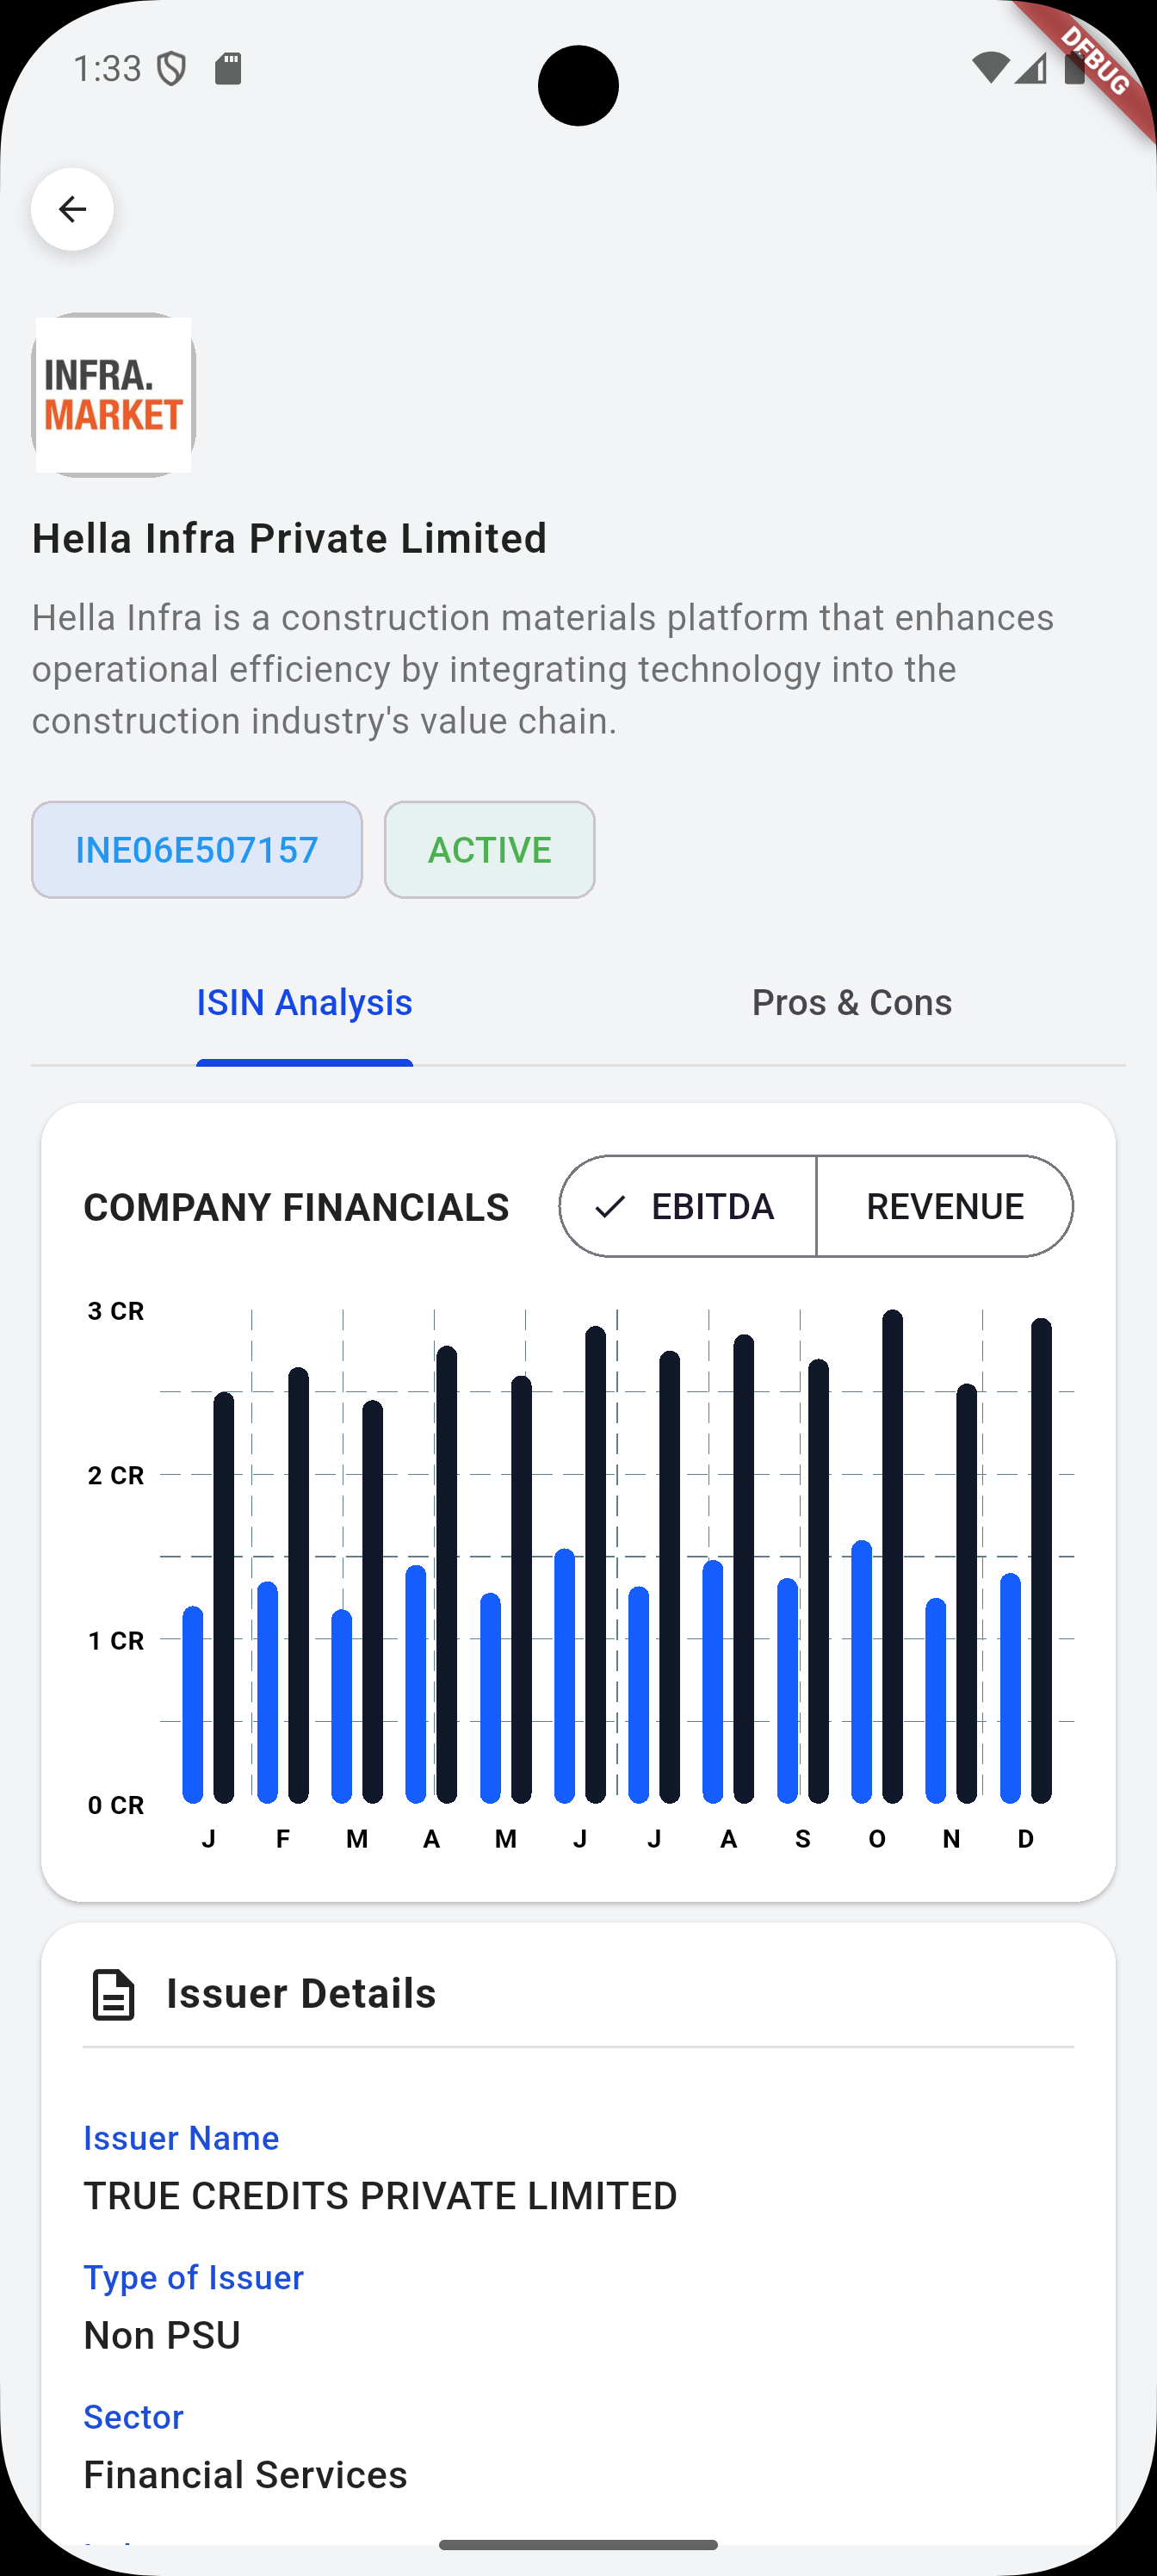 1:33
DEBUG
INFRA.
MARKET
Hella Infra Private Limited
Hella Infra is a construction materials platform that enhances
operational efficiency by integrating technology into the
construction industry's value chain.
INE06E507157
ACTIVE
ISIN Analysis
Pros & Cons
COMPANY FINANCIALS
EBITDA
REVENUE
3 CR
2 CR
1 CR
0 CR
J F M A M J J A S O N D
Issuer Details
Issuer Name
TRUE CREDITS PRIVATE LIMITED
Type of Issuer
Non PSU
Sector
Financial Services